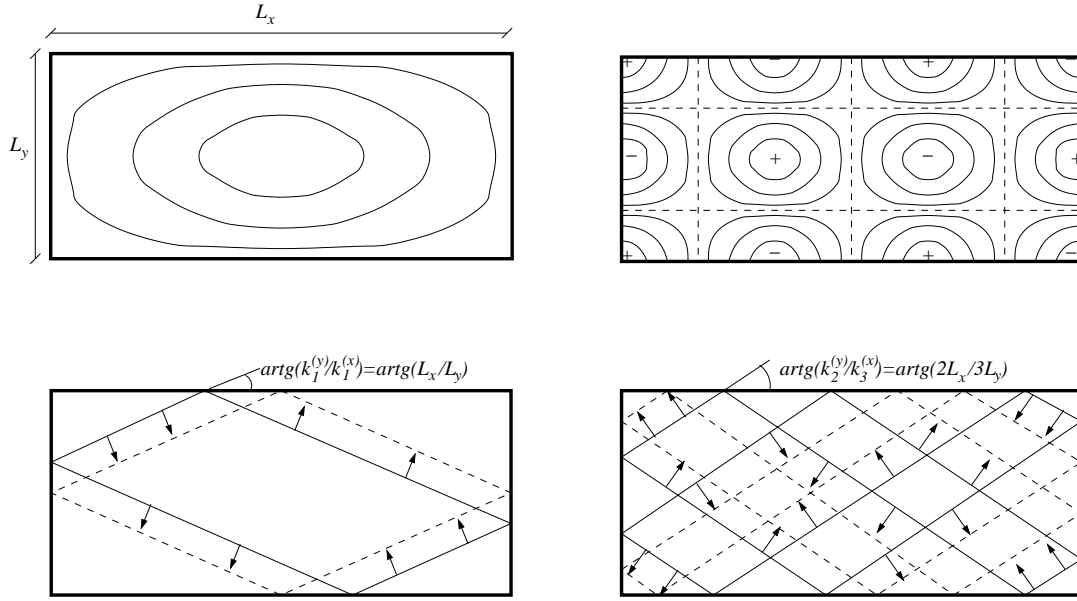 L_x
L_y
+ − + −
− + − +
+ − + −
artg(k_1^{(y)}/k_1^{(x)})=artg(L_x/L_y)
artg(k_2^{(y)}/k_3^{(x)})=artg(2L_x/3L_y)